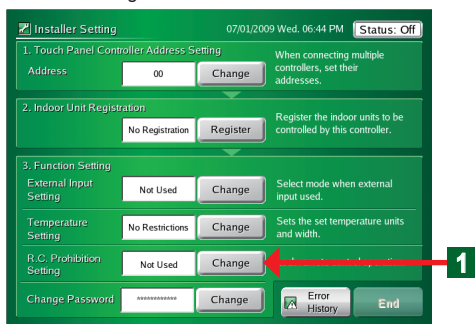 Installer Setting 07/01/2009 Wed. 06:44 PM Status: Off
1. Touch Panel Controller Address Setting
Address 00 Change
When connecting multiple
controllers, set their
addresses.
2. Indoor Unit Registration
No Registration Register
Register the indoor units to be
controlled by this controller.
3. Function Setting
External Input
Setting
Not Used Change
Select mode when external
input used.
Temperature
Setting
No Restrictions Change
Sets the set temperature units
and width.
R.C. Prohibition
Setting
Not Used Change
1
Change Password ************ Change
Error
History
End